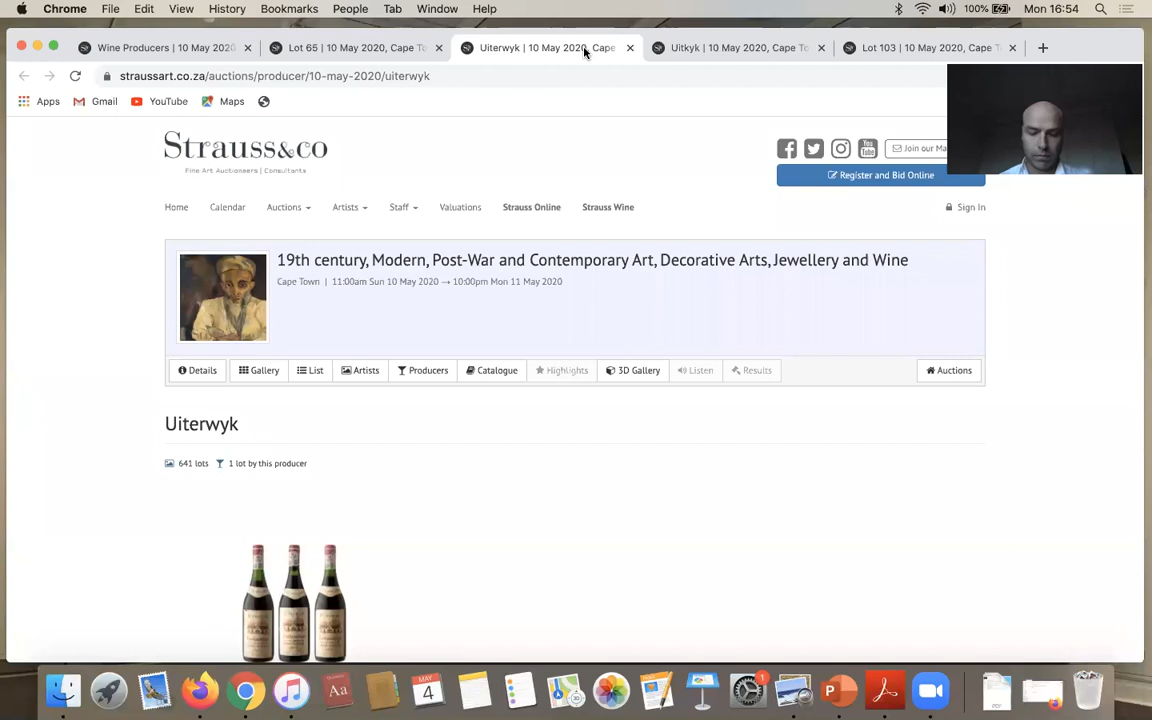 Chrome File Edit View History Bookmarks People Tab Window Help 100% Mon 16:54
Wine Producers | 10 May 2020 Lot 65 | 10 May 2020, Cape To Uiterwyk | 10 May 2020, Cape Uitkyk | 10 May 2020, Cape To Lot 103 | 10 May 2020, Cape T
straussart.co.za/auctions/producer/10-may-2020/uiterwyk
Apps Gmail YouTube Maps
Strauss&co
Fine Art Auctioneers | Consultants
Join our Ma
Register and Bid Online
Home Calendar Auctions Artists Staff Valuations Strauss Online Strauss Wine Sign In
19th century, Modern, Post-War and Contemporary Art, Decorative Arts, Jewellery and Wine
Cape Town | 11:00am Sun 10 May 2020 → 10:00pm Mon 11 May 2020
Details Gallery List Artists Producers Catalogue Highlights 3D Gallery Listen Results Auctions
Uiterwyk
641 lots 1 lot by this producer
MAY
4
1